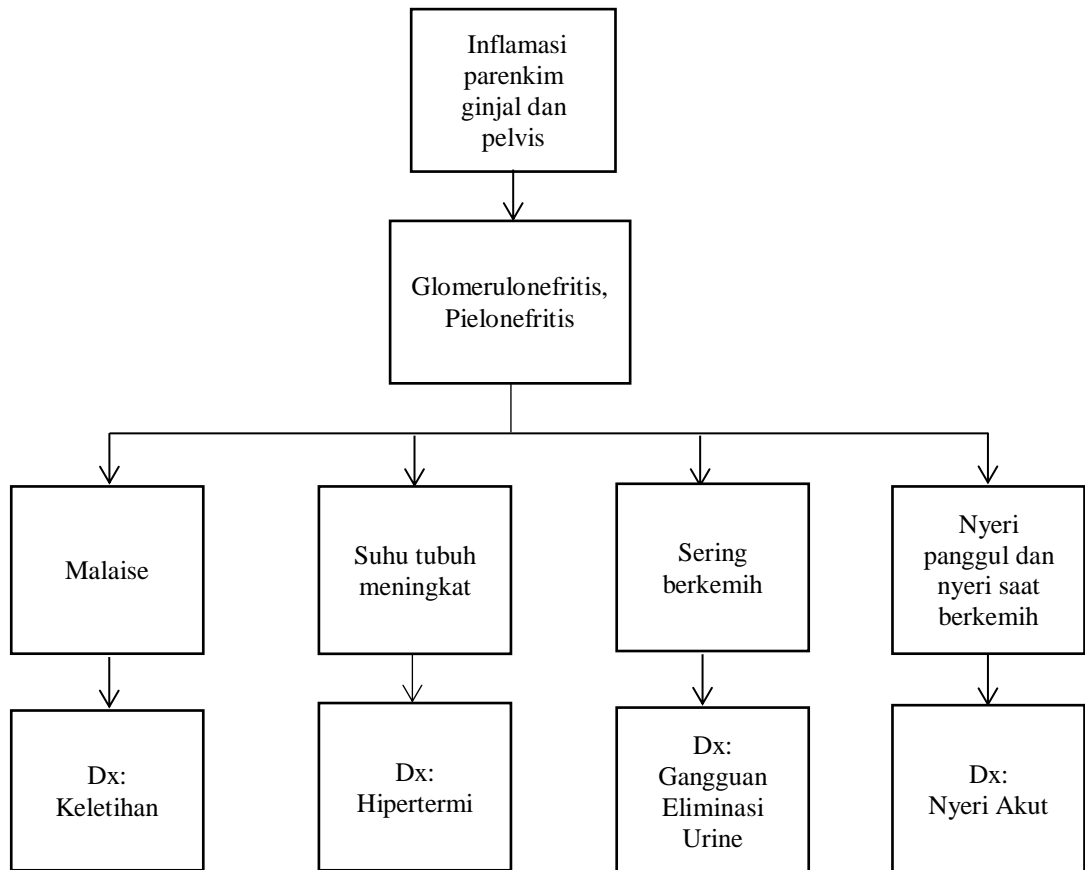 Inflamasi
parenkim
ginjal dan
pelvis
Glomerulonefritis,
Pielonefritis
Malaise
Suhu tubuh
meningkat
Sering
berkemih
Nyeri
panggul dan
nyeri saat
berkemih
Dx:
Keletihan
Dx:
Hipertermi
Dx:
Gangguan
Eliminasi
Urine
Dx:
Nyeri Akut